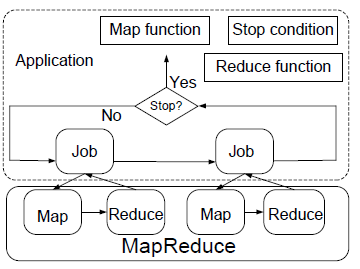 Map function
Stop condition
Application
Reduce function
Yes
No
Stop?
Job
Job
Map
Reduce
Map
Reduce
MapReduce